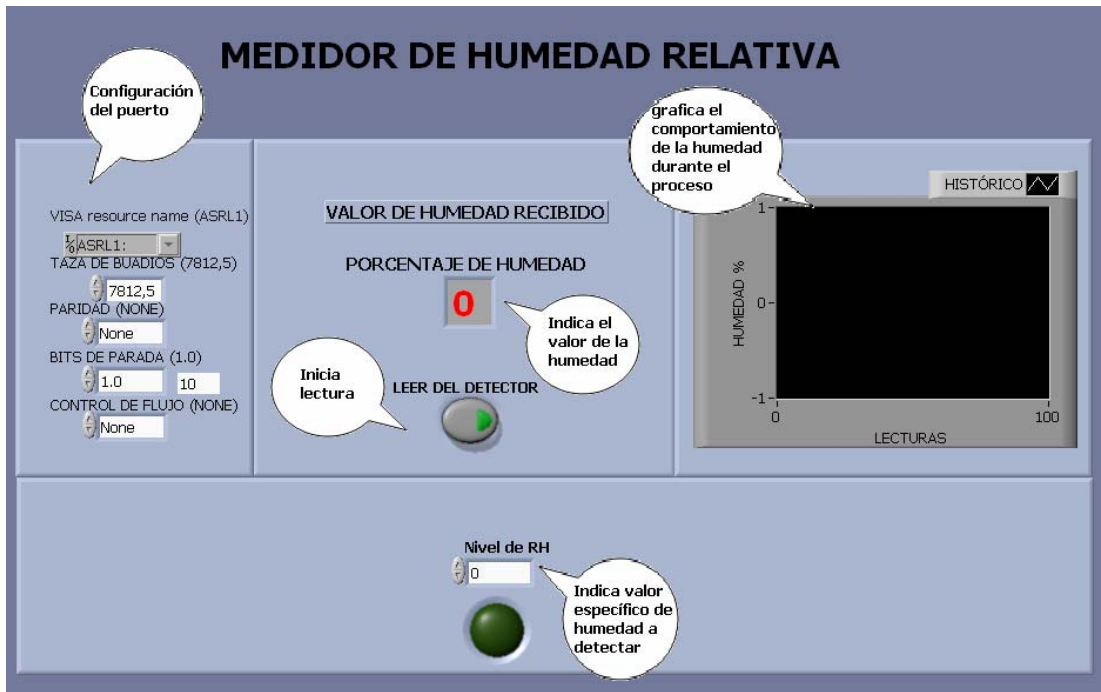 MEDIDOR DE HUMEDAD RELATIVA
Configuración
del puerto
VISA resource name (ASRL1)
ASRL1:
TAZA DE BUADIOS (7812,5)
7812,5
PARIDAD (NONE)
None
BITS DE PARADA (1.0)
1.0
10
CONTROL DE FLUJO (NONE)
None
VALOR DE HUMEDAD RECIBIDO
PORCENTAJE DE HUMEDAD
0
Indica el
valor de la
humedad
Inicia
lectura
LEER DEL DETECTOR
grafica el
comportamiento
de la humedad
durante el
proceso
HISTÓRICO
HUMEDAD %
1
0
-1
0
100
LECTURAS
Nivel de RH
0
Indica valor
específico de
humedad a
detectar